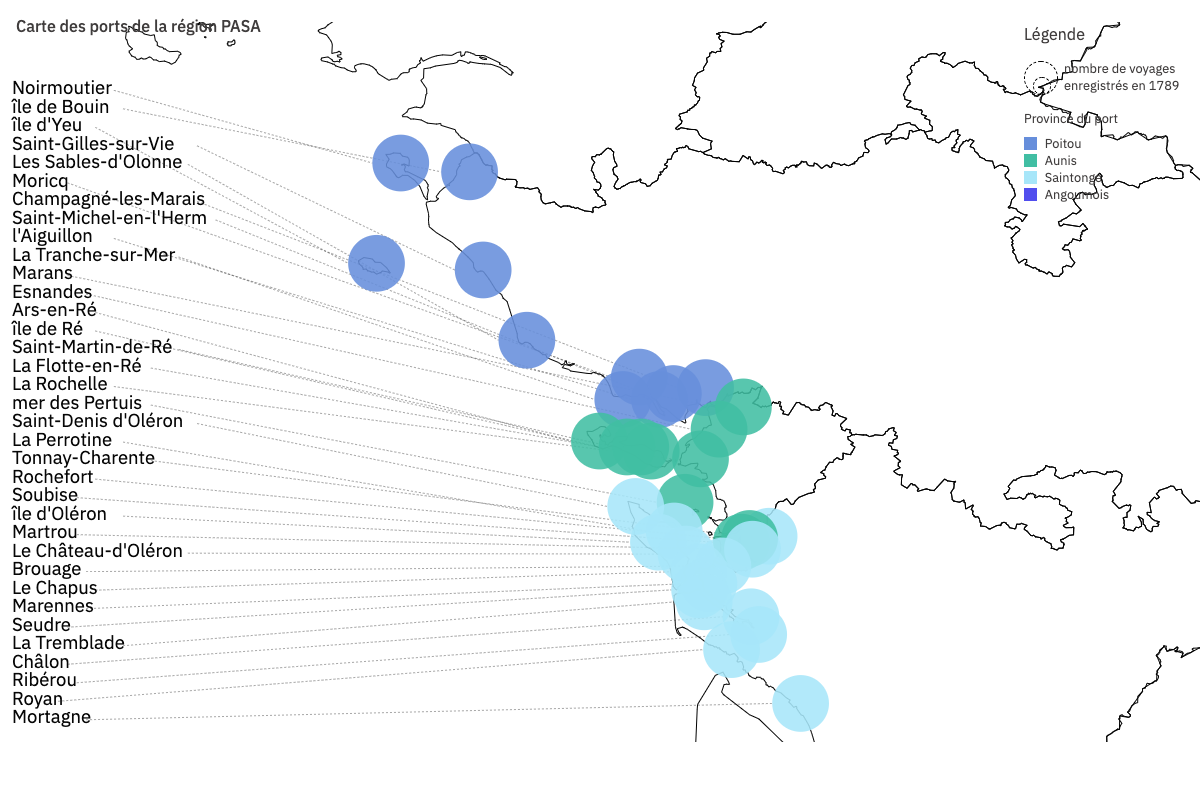 Carte des ports de la région PASA
Noirmoutier
île de Bouin
île d'Yeu
Saint-Gilles-sur-Vie
Les Sables-d'Olonne
Moricq
Champagné-les-Marais
Saint-Michel-en-l'Herm
l'Aiguillon
La Tranche-sur-Mer
Marans
Esnandes
Ars-en-Ré
île de Ré
Saint-Martin-de-Ré
La Flotte-en-Ré
La Rochelle
mer des Pertuis
Saint-Denis d'Oléron
La Perrotine
Tonnay-Charente
Rochefort
Soubise
île d'Oléron
Martrou
Le Château-d'Oléron
Brouage
Le Chapus
Marennes
Seudre
La Tremblade
Châlon
Ribérou
Royan
Mortagne
Légende
nombre de voyages
enregistrés en 1789
Province du port
Poitou
Aunis
Saintonge
Angoumois